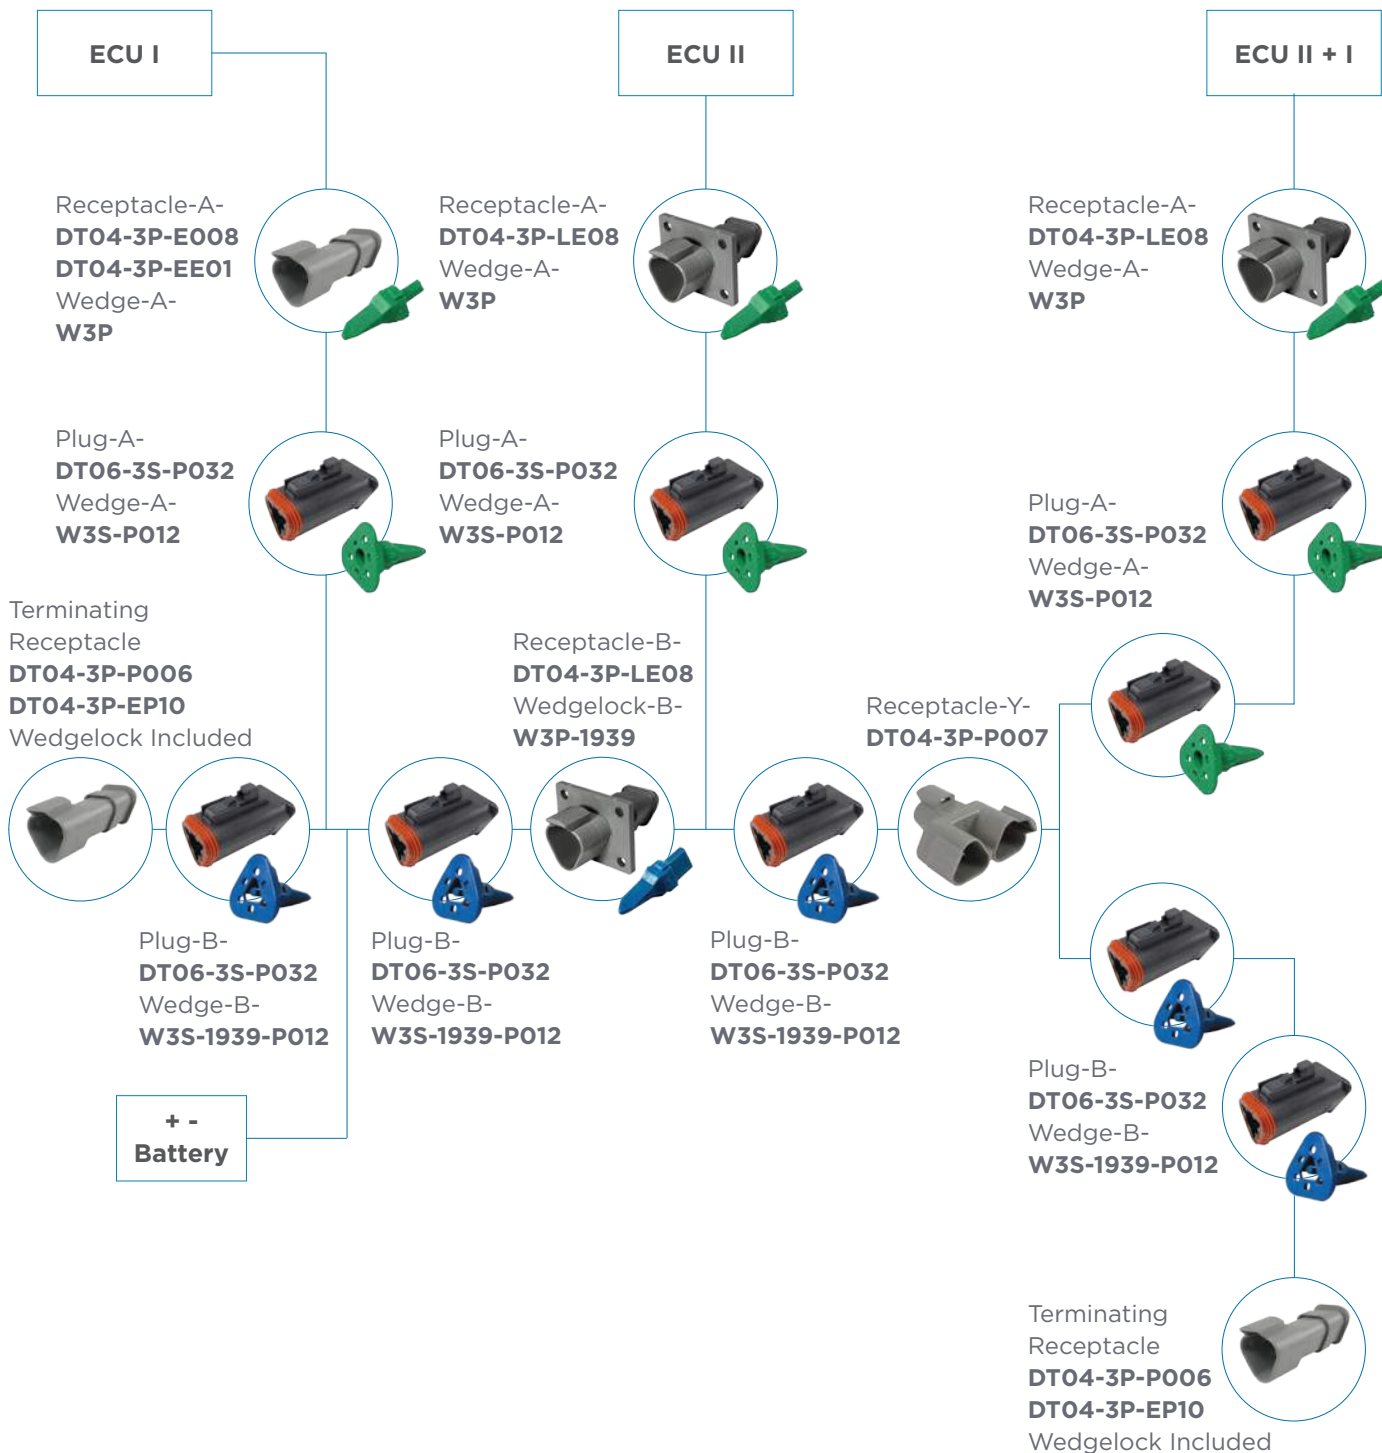 ECU I
ECU II
ECU II + I
Receptacle-A-
DT04-3P-E008
DT04-3P-EE01
Wedge-A-
W3P
Receptacle-A-
DT04-3P-LE08
Wedge-A-
W3P
Receptacle-A-
DT04-3P-LE08
Wedge-A-
W3P
Plug-A-
DT06-3S-P032
Wedge-A-
W3S-P012
Plug-A-
DT06-3S-P032
Wedge-A-
W3S-P012
Plug-A-
DT06-3S-P032
Wedge-A-
W3S-P012
Terminating
Receptacle
DT04-3P-P006
DT04-3P-EP10
Wedgelock Included
Receptacle-B-
DT04-3P-LE08
Wedgelock-B-
W3P-1939
Receptacle-Y-
DT04-3P-P007
Plug-B-
DT06-3S-P032
Wedge-B-
W3S-1939-P012
Plug-B-
DT06-3S-P032
Wedge-B-
W3S-1939-P012
Plug-B-
DT06-3S-P032
Wedge-B-
W3S-1939-P012
+ -
Battery
Plug-B-
DT06-3S-P032
Wedge-B-
W3S-1939-P012
Terminating
Receptacle
DT04-3P-P006
DT04-3P-EP10
Wedgelock Included